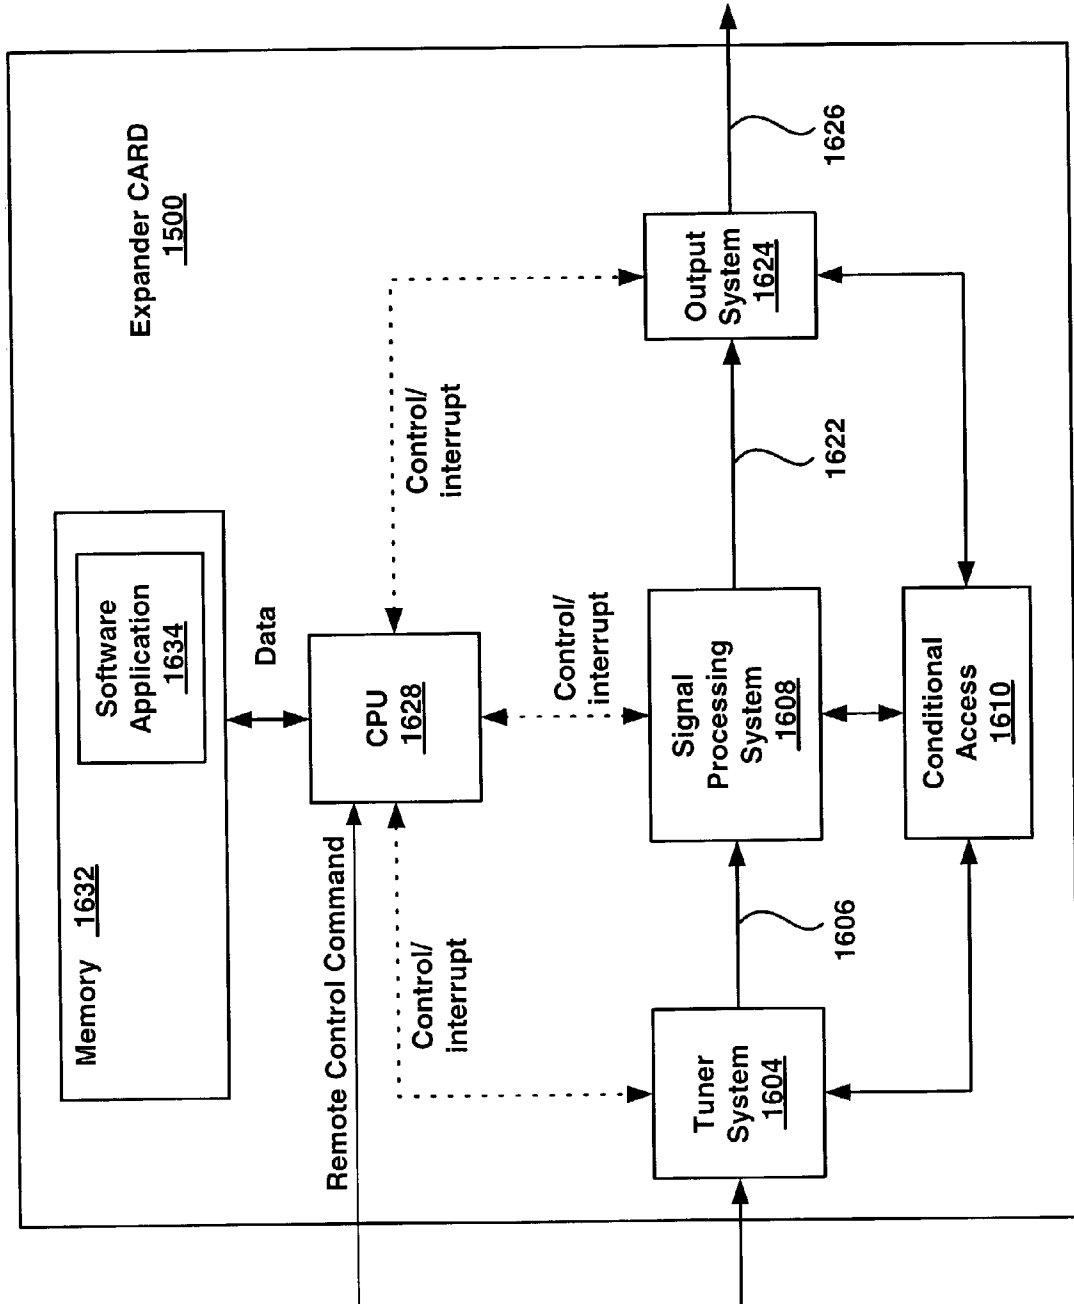 Expander CARD
1500
Memory 1632
Software
Application
1634
Data
Remote Control Command
CPU
1628
Control/
interrupt
Control/
interrupt
Control/
interrupt
Tuner
System
1604
1606
Signal
Processing
System
1608
1622
Output
System
1624
1626
Conditional
Access
1610